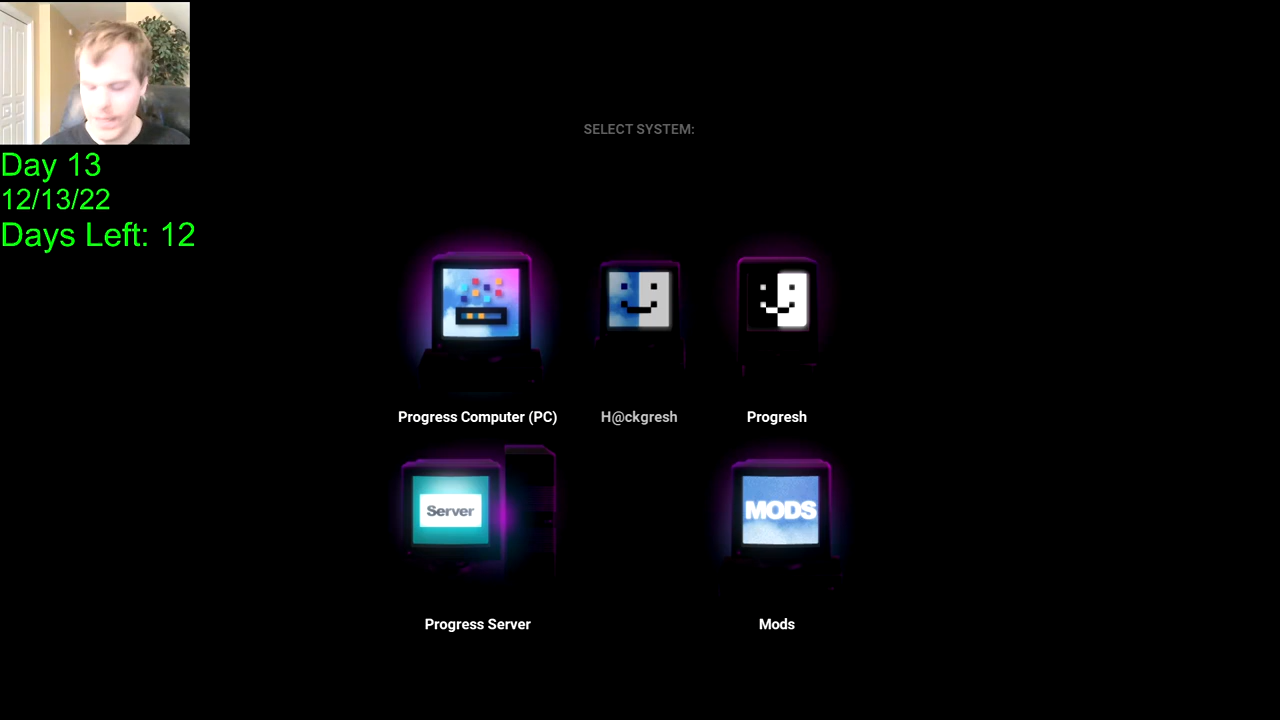 Day 13
12/13/22
Days Left: 12
SELECT SYSTEM:
Progress Computer (PC)
H@ckgresh
Progresh
Server
MODS
Progress Server
Mods